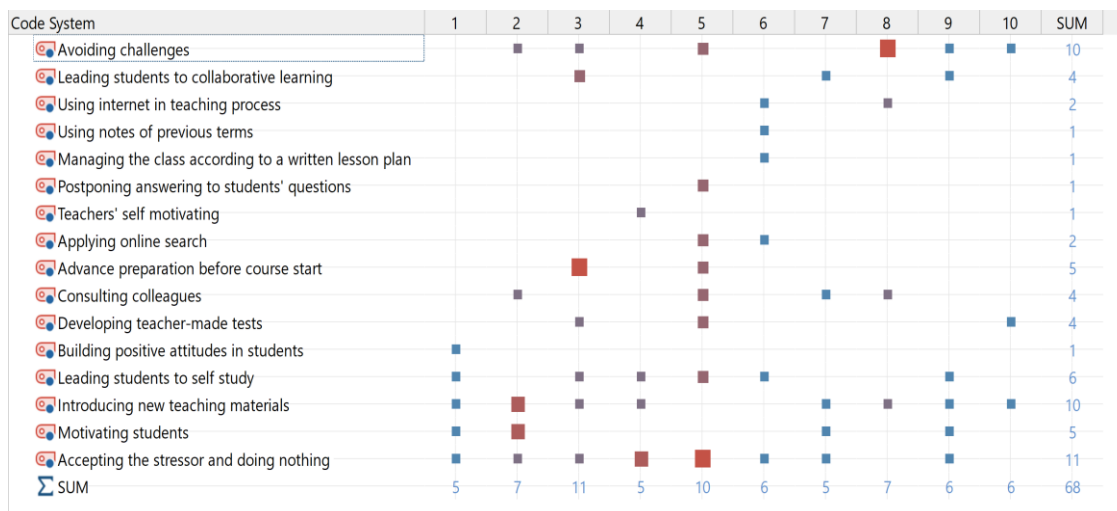 Code System 1 2 3 4 5 6 7 8 9 10 SUM
Avoiding challenges 10
Leading students to collaborative learning 4
Using internet in teaching process 2
Using notes of previous terms 1
Managing the class according to a written lesson plan 1
Postponing answering to students' questions 1
Teachers' self motivating 1
Applying online search 2
Advance preparation before course start 5
Consulting colleagues 4
Developing teacher-made tests 4
Building positive attitudes in students 1
Leading students to self study 6
Introducing new teaching materials 10
Motivating students 5
Accepting the stressor and doing nothing 11
Σ SUM 5 7 11 5 10 6 5 7 6 6 68